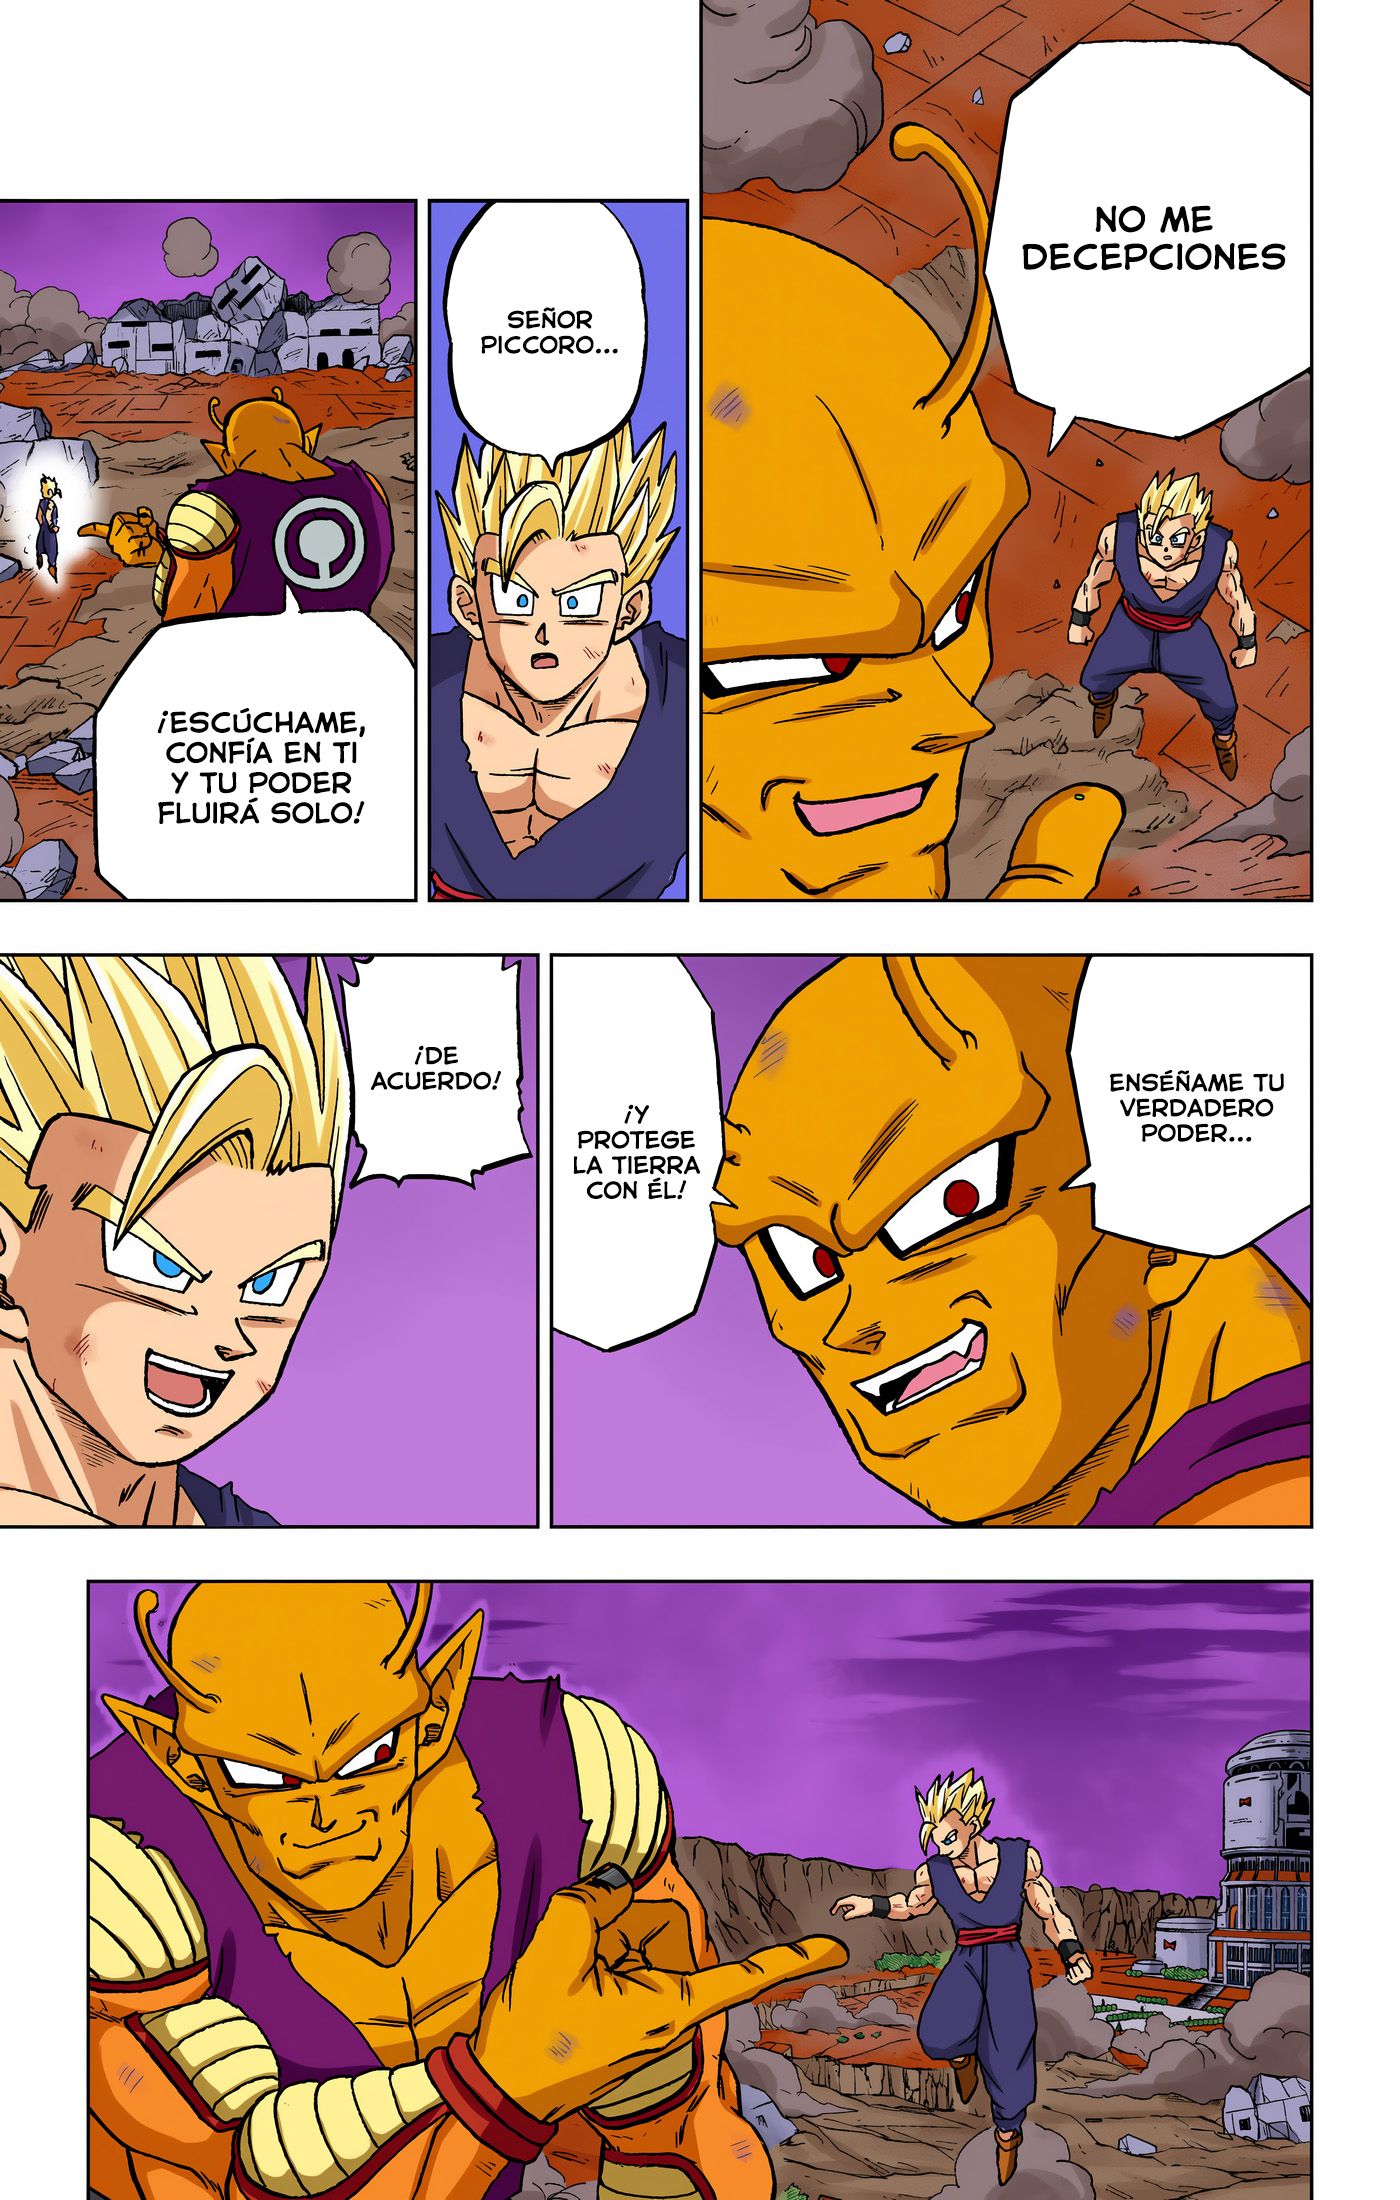 NO ME
DECEPCIONES
SEÑOR
PICCORO...
¡ESCÚCHAME,
CONFÍA EN TI
Y TU PODER
FLUIRÁ SOLO!
ENSÉÑAME TU
VERDADERO
PODER...
¡Y
PROTEGE
LA TIERRA
CON ÉL!
¡DE
ACUERDO!